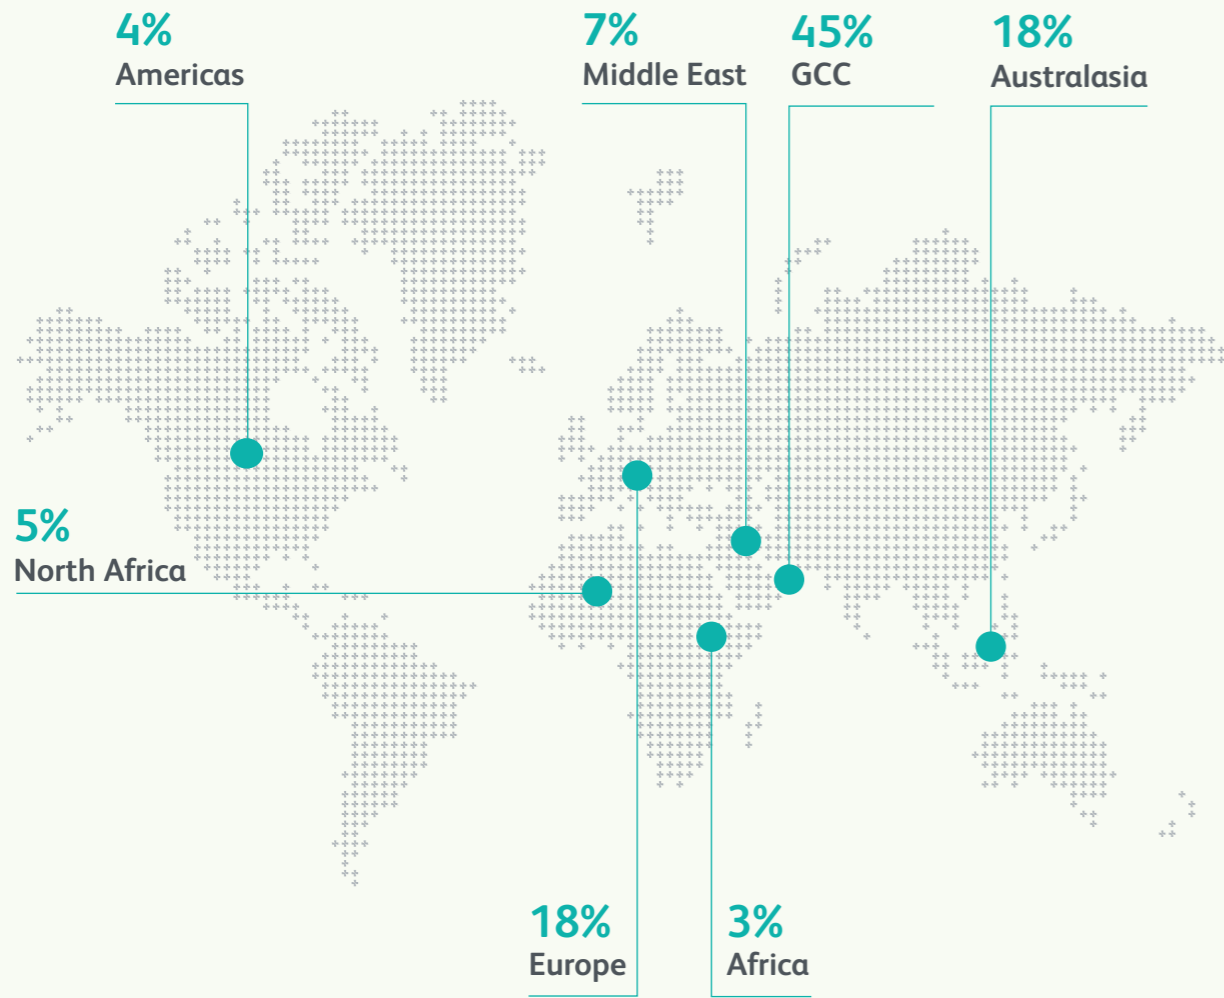 4%
Americas
7%
Middle East
45%
GCC
18%
Australasia
5%
North Africa
18%
Europe
3%
Africa